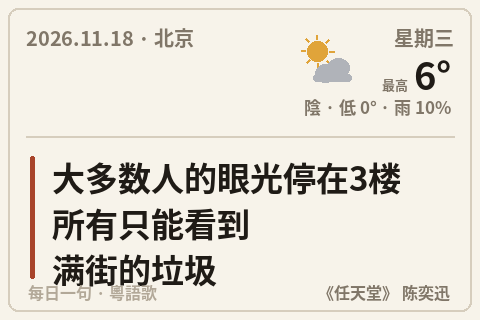 2026.11.18 · 北京
星期三
最高 6°
陰 · 低 0° · 雨 10%
大多数人的眼光停在3楼
所有只能看到
满街的垃圾
每日一句 · 粵語歌
《任天堂》 陈奕迅